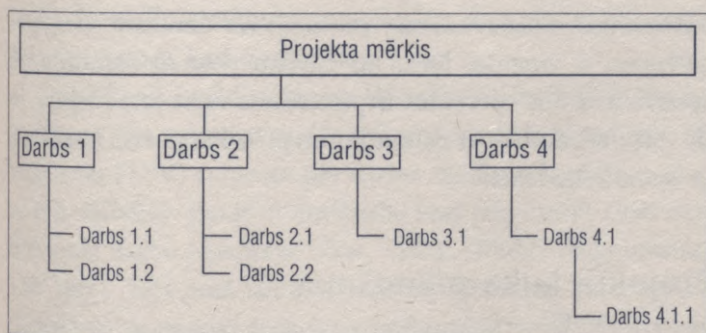 Projekta mērķis
Darbs 1 Darbs 2 Darbs 3 Darbs 4
Darbs 1.1 Darbs 2.1 Darbs 3.1 Darbs 4.1
Darbs 1.2 Darbs 2.2
Darbs 4.1.1